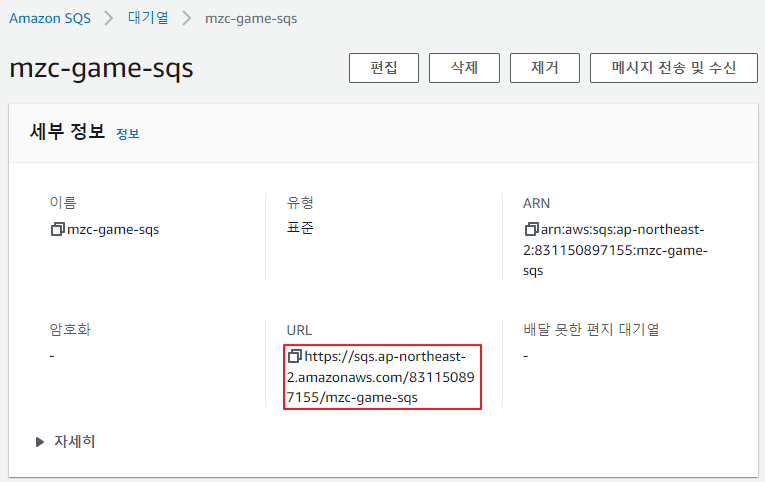 Amazon SQS > 대기열 > mzc-game-sqs
mzc-game-sqs
편집 삭제 제거 메시지 전송 및 수신
세부 정보 정보
이름
mzc-game-sqs
유형
표준
ARN
arn:aws:sqs:ap-northeast-
2:831150897155:mzc-game-
sqs
암호화
-
URL
https://sqs.ap-northeast-
2.amazonaws.com/83115089
7155/mzc-game-sqs
배달 못한 편지 대기열
-
▶ 자세히